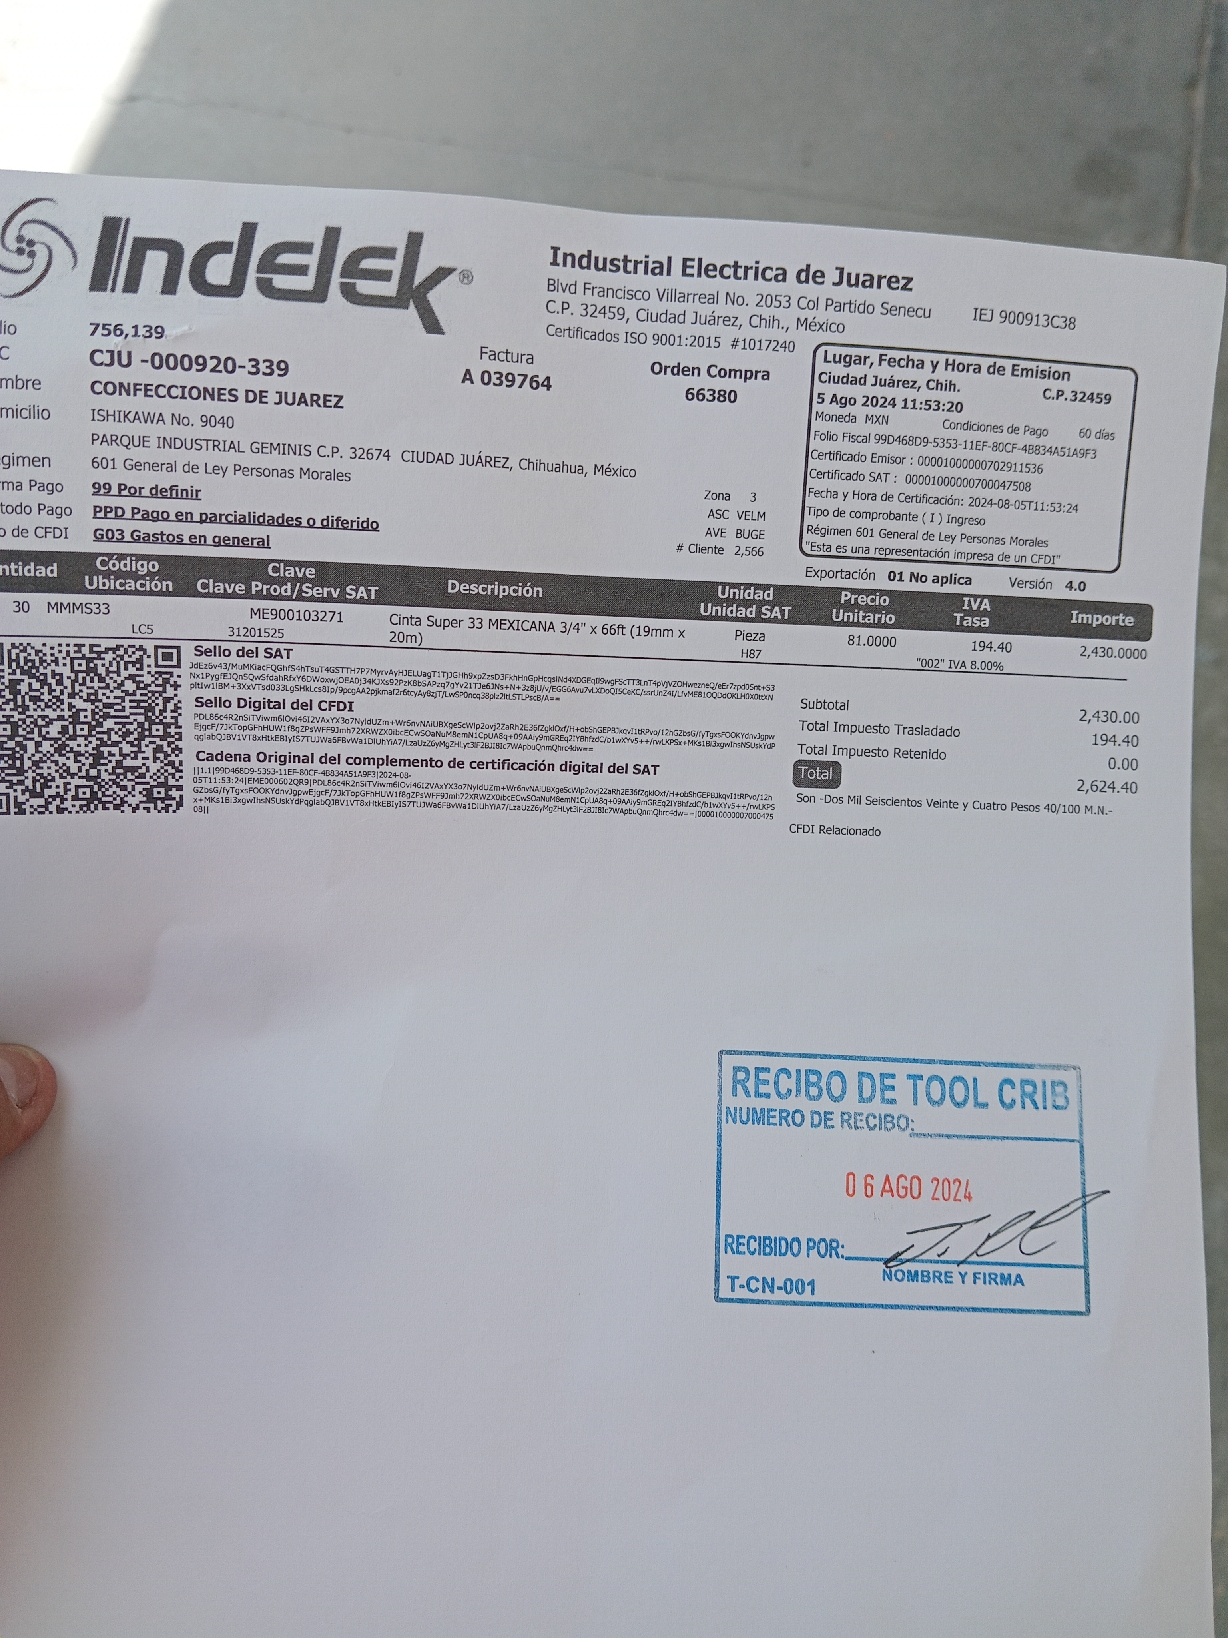 Indelek®
Industrial Electrica de Juarez
Blvd Francisco Villarreal No. 2053 Col Partido Senecu
C.P. 32459, Ciudad Juárez, Chih., México
IEJ 900913C38
Certificados ISO 9001:2015 #1017240
lio 756,139
C CJU -000920-339
Factura
A 039764
Orden Compra
66380
mbre CONFECCIONES DE JUAREZ
micilio ISHIKAWA No. 9040
PARQUE INDUSTRIAL GEMINIS C.P. 32674 CIUDAD JUÁREZ, Chihuahua, México
gimen 601 General de Ley Personas Morales
ma Pago 99 Por definir
todo Pago PPD Pago en parcialidades o diferido
o de CFDI G03 Gastos en general
Zona 3
ASC VELM
AVE BUGE
# Cliente 2,566
Lugar, Fecha y Hora de Emision
Ciudad Juárez, Chih. C.P.32459
5 Ago 2024 11:53:20
Moneda MXN Condiciones de Pago 60 días
Folio Fiscal 99D468D9-5353-11EF-80CF-4B834A51A9F3
Certificado Emisor : 00001000000702911536
Certificado SAT : 00001000000700047508
Fecha y Hora de Certificación: 2024-08-05T11:53:24
Tipo de comprobante ( I ) Ingreso
Régimen 601 General de Ley Personas Morales
"Esta es una representación impresa de un CFDI"
Exportación 01 No aplica Versión 4.0
ntidad Código Ubicación Clave Clave Prod/Serv SAT Descripción Unidad Unidad SAT Precio Unitario IVA Tasa Importe
30 MMMS33 ME900103271 Cinta Super 33 MEXICANA 3/4" x 66ft (19mm x Pieza 81.0000 194.40 2,430.0000
LC5 31201525 20m) H87 "002" IVA 8.00%
Sello del SAT
Sello Digital del CFDI
Cadena Original del complemento de certificación digital del SAT
Subtotal 2,430.00
Total Impuesto Trasladado 194.40
Total Impuesto Retenido 0.00
Total 2,624.40
Son -Dos Mil Seiscientos Veinte y Cuatro Pesos 40/100 M.N.-
CFDI Relacionado
RECIBO DE TOOL CRIB
NUMERO DE RECIBO:
06 AGO 2024
RECIBIDO POR:
NOMBRE Y FIRMA
T-CN-001